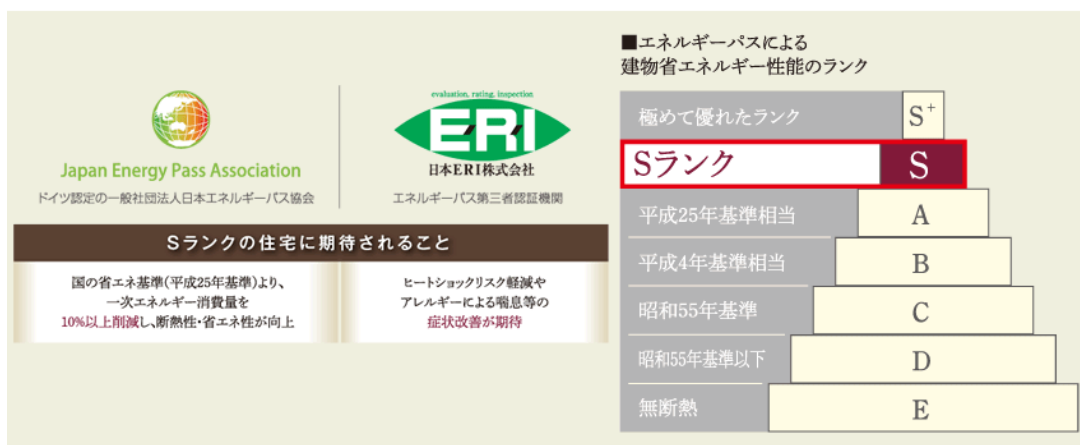 Japan Energy Pass Association
ドイツ認定の一般社団法人日本エネルギーパス協会
evaluation, rating, inspection
ERI
日本ERI株式会社
エネルギーパス第三者認証機関
Sランクの住宅に期待されること
国の省エネ基準(平成25年基準)より、
一次エネルギー消費量を
10%以上削減し、断熱性・省エネ性が向上
ヒートショックリスク軽減や
アレルギーによる喘息等の
症状改善が期待
■エネルギーパスによる
建物省エネルギー性能のランク
極めて優れたランク S+
Sランク S
平成25年基準相当 A
平成4年基準相当 B
昭和55年基準 C
昭和55年基準以下 D
無断熱 E